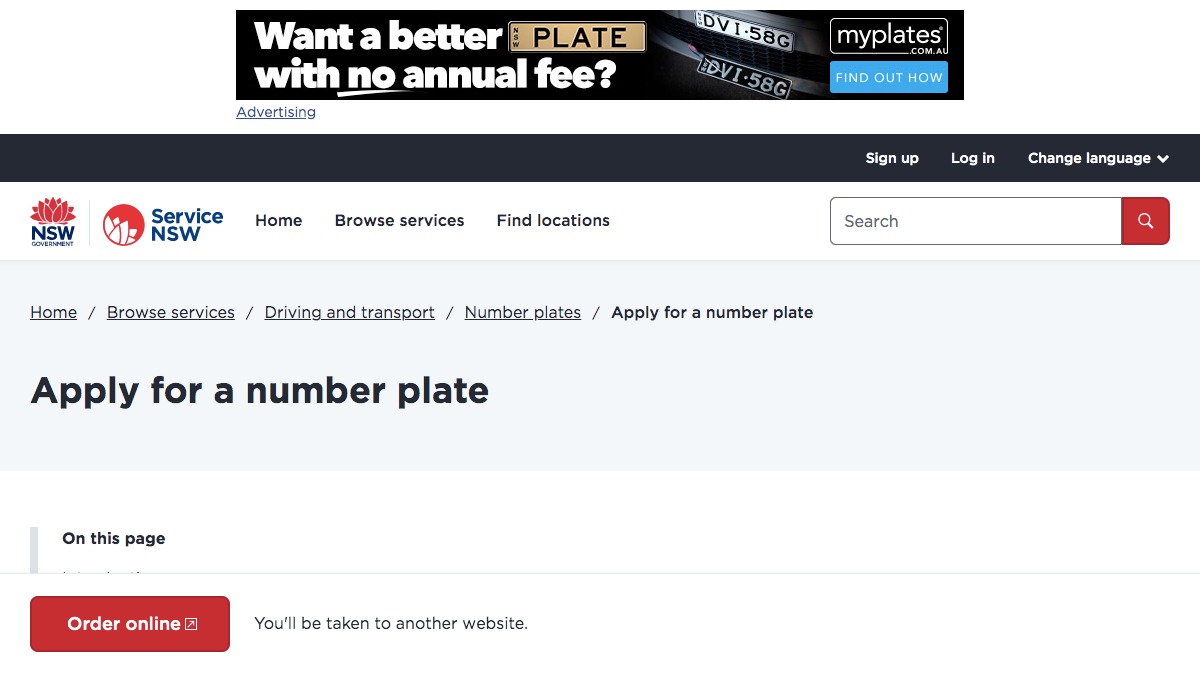 Want a better NSW PLATE
with no annual fee?
DVI·58G
DVI·58G
myplates
.COM.AU
FIND OUT HOW
Advertising
Sign up Log in Change language
NSW
GOVERNMENT
Service
NSW
Home Browse services Find locations
Search
Home / Browse services / Driving and transport / Number plates / Apply for a number plate
Apply for a number plate
On this page
Order online You'll be taken to another website.